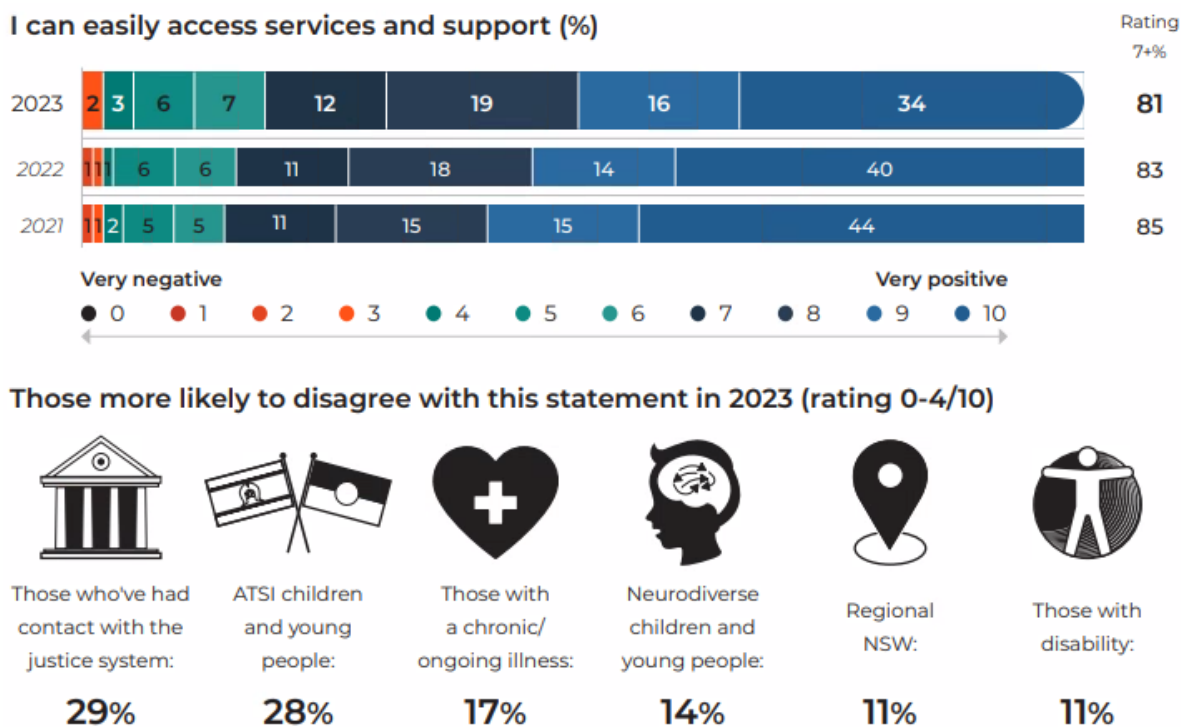 I can easily access services and support (%)
Rating
7+%
2023 2 3 6 7 12 19 16 34 81
2022 1 1 1 6 6 11 18 14 40 83
2021 1 1 2 5 5 11 15 15 44 85
Very negative Very positive
0 1 2 3 4 5 6 7 8 9 10
Those more likely to disagree with this statement in 2023 (rating 0-4/10)
Those who've had
contact with the
justice system:
29%
ATSI children
and young
people:
28%
Those with
a chronic/
ongoing illness:
17%
Neurodiverse
children and
young people:
14%
Regional
NSW:
11%
Those with
disability:
11%